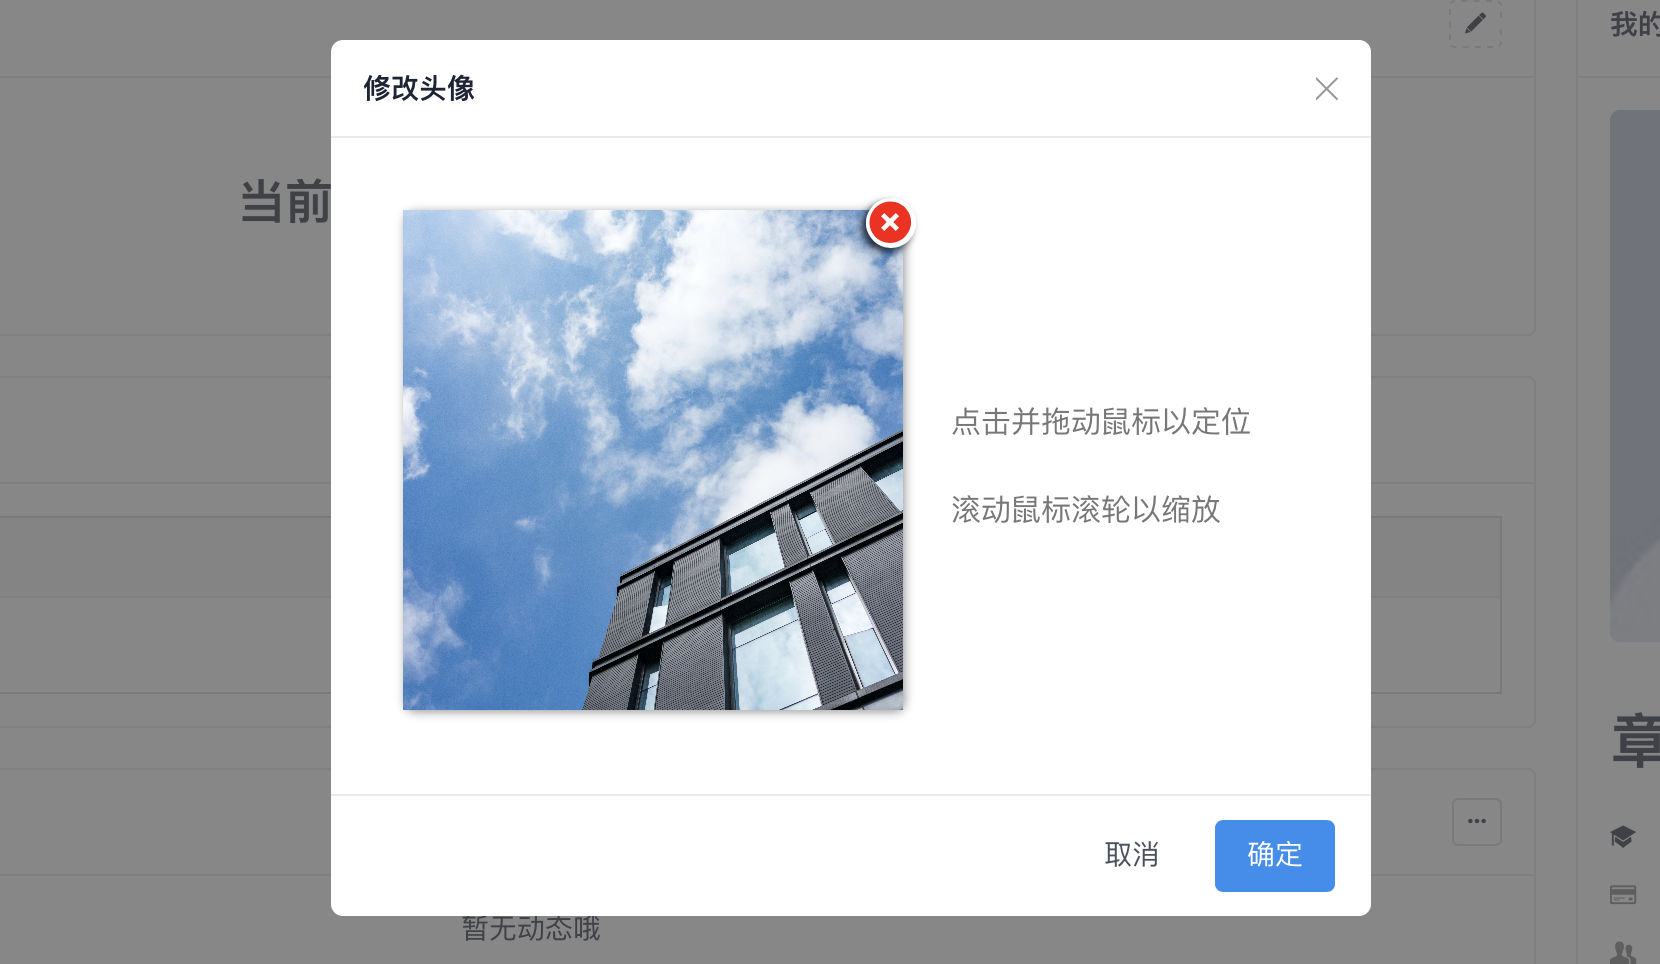 我的
修改头像
当前
点击并拖动鼠标以定位
滚动鼠标滚轮以缩放
章
取消
确定
暂无动态哦